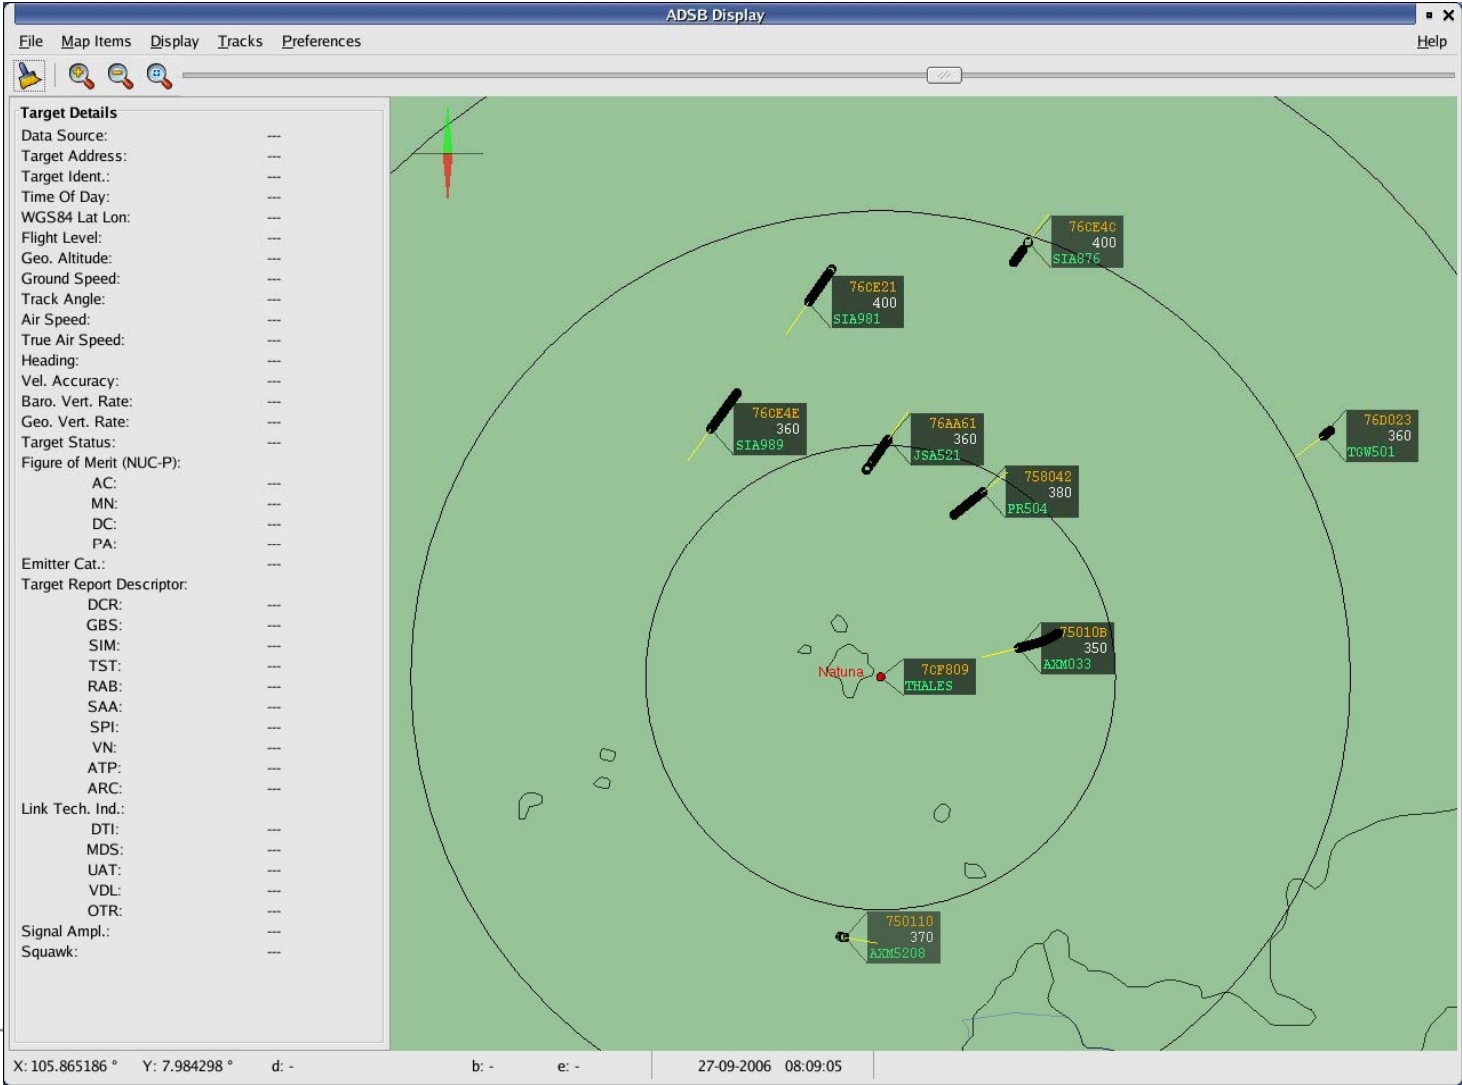 ADSB Display
File Map Items Display Tracks Preferences Help
Target Details
Data Source: ---
Target Address: ---
Target Ident.: ---
Time Of Day: ---
WGS84 Lat Lon: ---
Flight Level: ---
Geo. Altitude: ---
Ground Speed: ---
Track Angle: ---
Air Speed: ---
True Air Speed: ---
Heading: ---
Vel. Accuracy: ---
Baro. Vert. Rate: ---
Geo. Vert. Rate: ---
Target Status: ---
Figure of Merit (NUC-P):
AC: ---
MN: ---
DC: ---
PA: ---
Emitter Cat.: ---
Target Report Descriptor:
DCR: ---
GBS: ---
SIM: ---
TST: ---
RAB: ---
SAA: ---
SPI: ---
VN: ---
ATP: ---
ARC: ---
Link Tech. Ind.:
DTI: ---
MDS: ---
UAT: ---
VDL: ---
OTR: ---
Signal Ampl.: ---
Squawk: ---
76CE4C
400
SIA876
76CE21
400
SIA981
76CE4E
360
SIA989
76AA61
360
JSA521
76D023
360
TGW501
758042
380
PR504
75010B
350
AXM033
Natuna
7CF809
THALES
750110
370
AXM5208
X: 105.865186 ° Y: 7.984298 ° d: - b: - e: - 27-09-2006 08:09:05